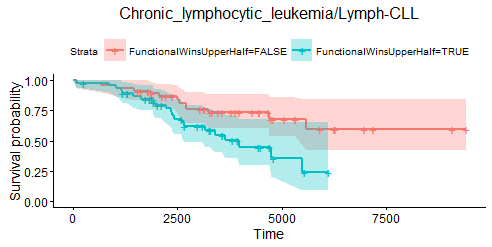 Chronic_lymphocytic_leukemia/Lymph-CLL
Strata FunctionalWinsUpperHalf=FALSE FunctionalWinsUpperHalf=TRUE
Survival probability
1.00
0.75
0.50
0.25
0.00
0 2500 5000 7500
Time